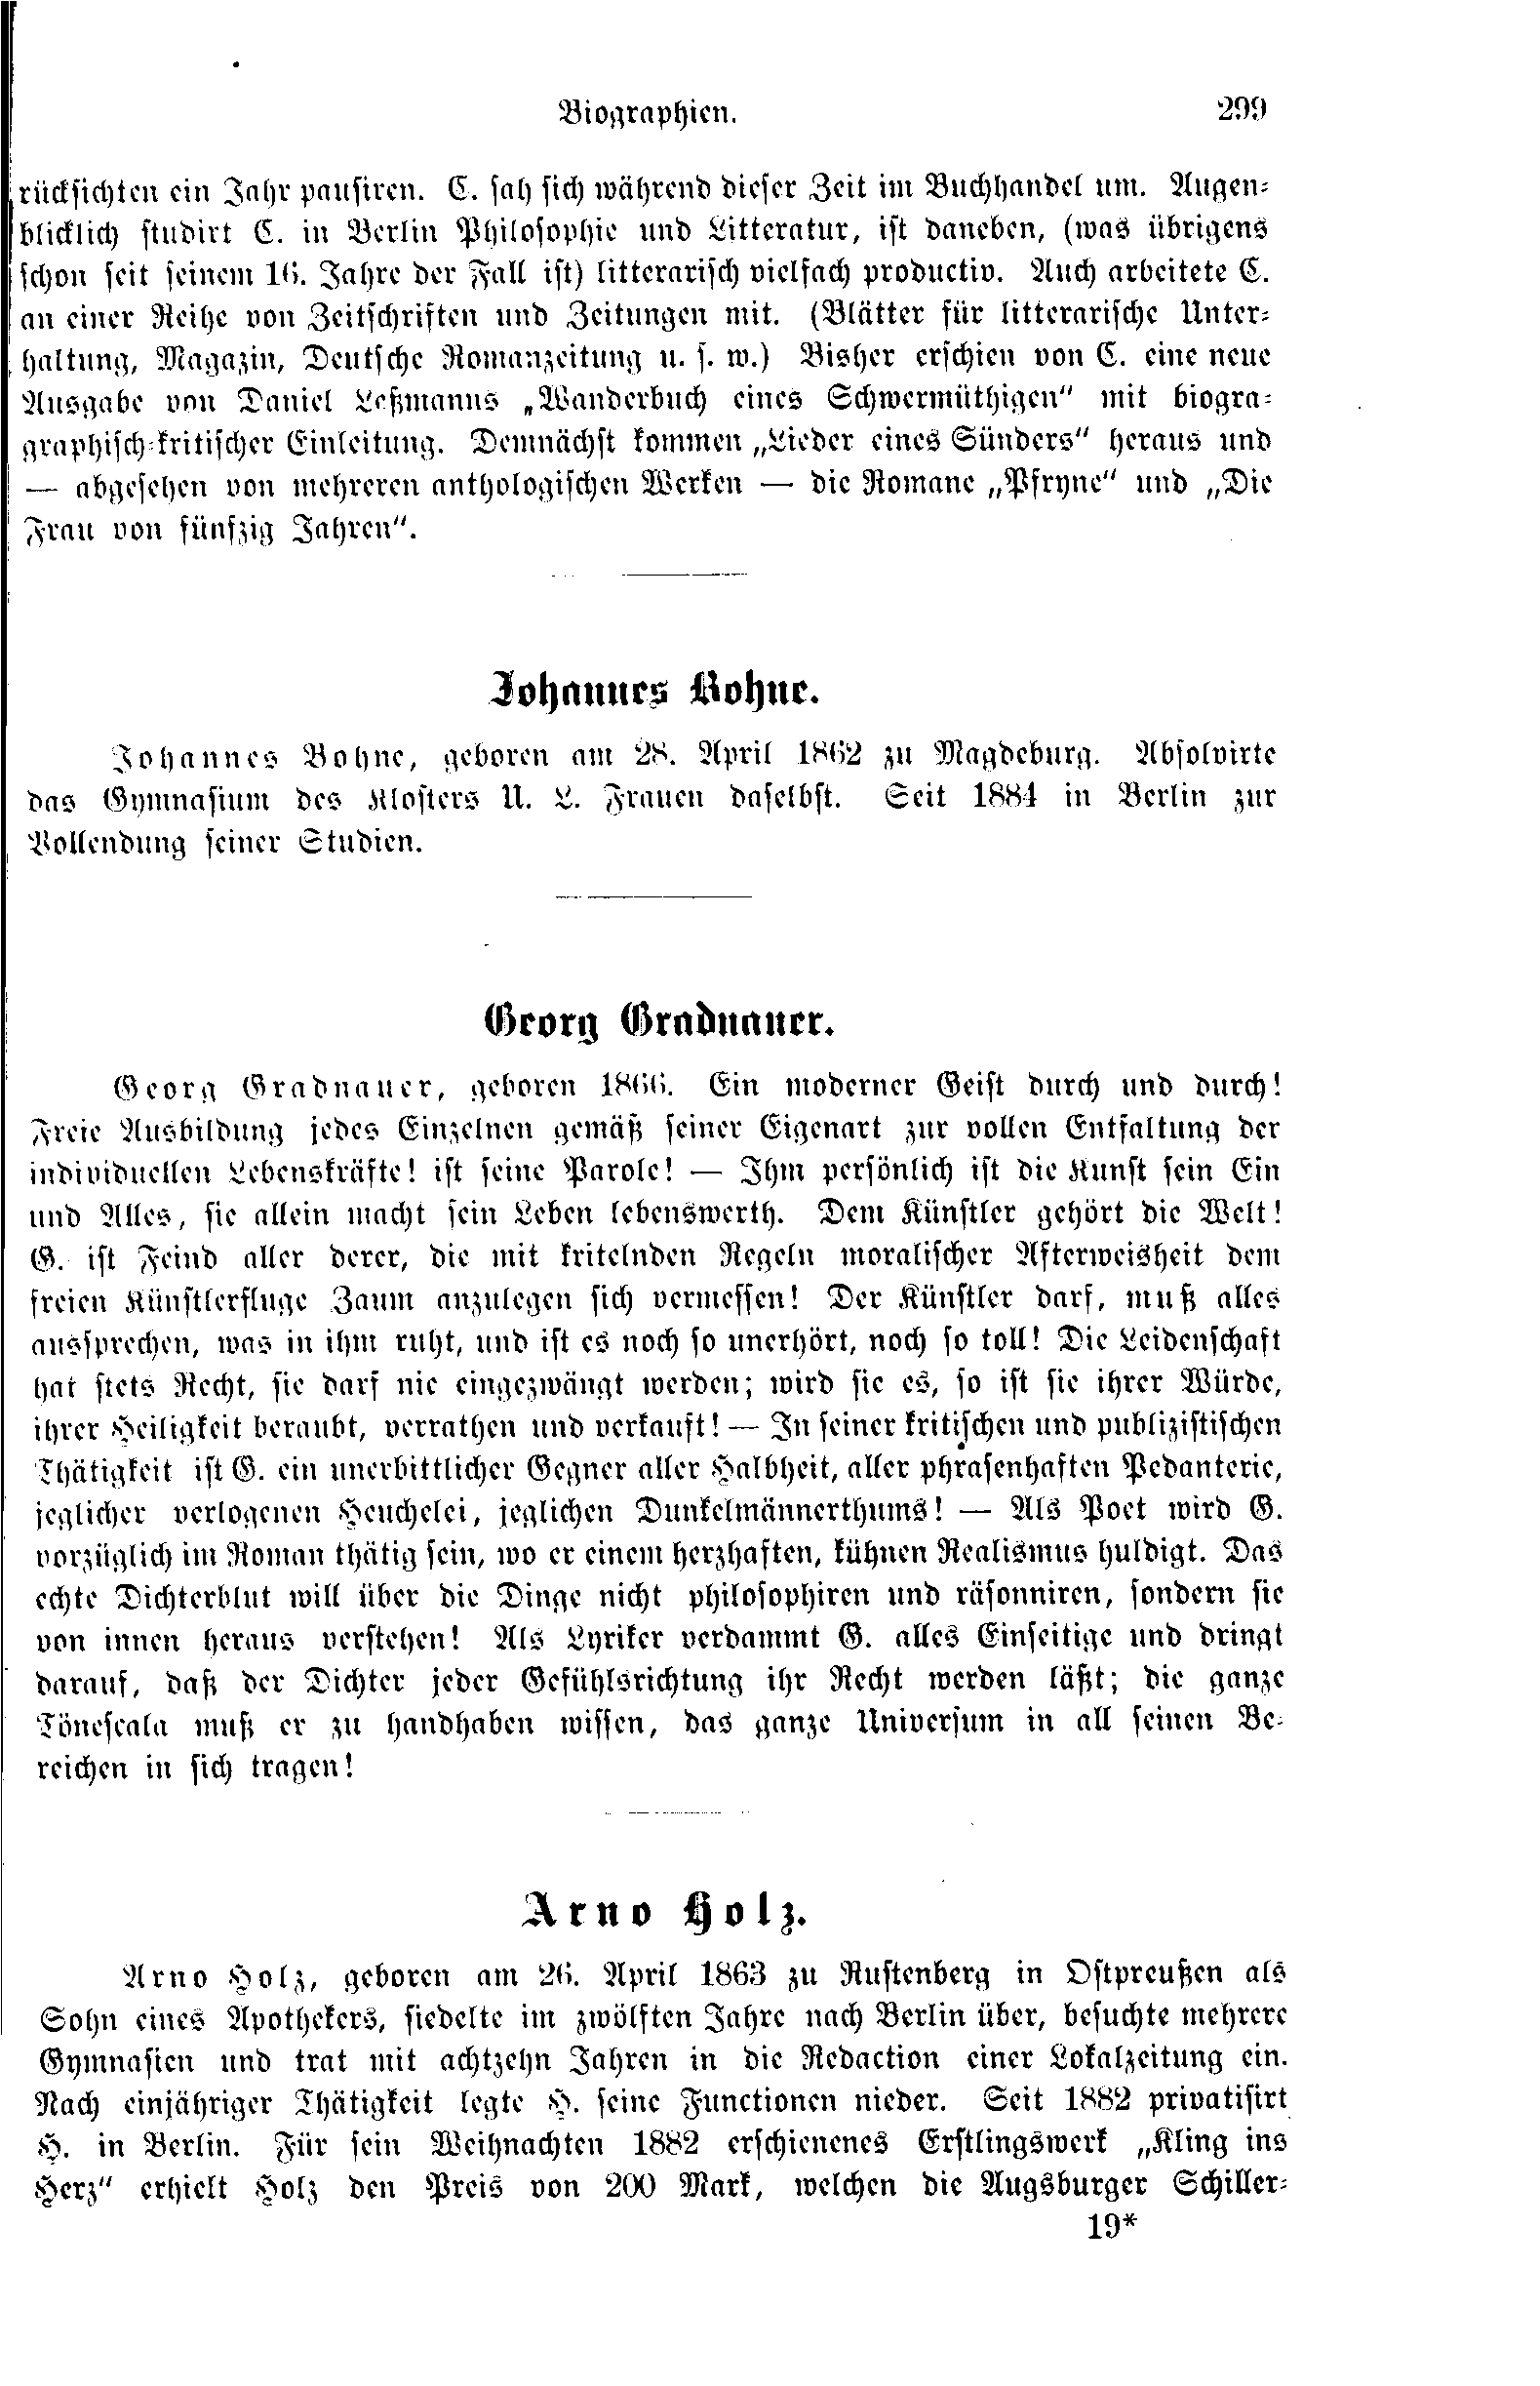 Biographien. 299
rücksichten ein Jahr pausiren. C. sah sich während dieser Zeit im Buchhandel um. Augen-
blicklich studirt C. in Berlin Philosophie und Litteratur, ist daneben, (was übrigens
schon seit seinem 16. Jahre der Fall ist) litterarisch vielfach productiv. Auch arbeitete C.
an einer Reihe von Zeitschriften und Zeitungen mit. (Blätter für litterarische Unter-
haltung, Magazin, Deutsche Romanzeitung u. s. w.) Bisher erschien von C. eine neue
Ausgabe von Daniel Leßmanns „Wanderbuch eines Schwermüthigen“ mit biogra-
graphisch-kritischer Einleitung. Demnächst kommen „Lieder eines Sünders“ heraus und
— abgesehen von mehreren anthologischen Werken — die Romane „Pfryne“ und „Die
Frau von fünfzig Jahren“.
Johannes Bohne.
Johannes Bohne, geboren am 28. April 1862 zu Magdeburg. Absolvirte
das Gymnasium des Klosters U. L. Frauen daselbst. Seit 1884 in Berlin zur
Vollendung seiner Studien.
Georg Gradnauer.
Georg Gradnauer, geboren 1866. Ein moderner Geist durch und durch!
Freie Ausbildung jedes Einzelnen gemäß seiner Eigenart zur vollen Entfaltung der
individuellen Lebenskräfte! ist seine Parole! — Ihm persönlich ist die Kunst sein Ein
und Alles, sie allein macht sein Leben lebenswerth. Dem Künstler gehört die Welt!
G. ist Feind aller derer, die mit kritelnden Regeln moralischer Afterweisheit dem
freien Künstlerfluge Zaum anzulegen sich vermessen! Der Künstler darf, muß alles
aussprechen, was in ihm ruht, und ist es noch so unerhört, noch so toll! Die Leidenschaft
hat stets Recht, sie darf nie eingezwängt werden; wird sie es, so ist sie ihrer Würde,
ihrer Heiligkeit beraubt, verrathen und verkauft! — In seiner kritischen und publizistischen
Thätigkeit ist G. ein unerbittlicher Gegner aller Halbheit, aller phrasenhaften Pedanterie,
jeglicher verlogenen Heuchelei, jeglichen Dunkelmännerthums! — Als Poet wird G.
vorzüglich im Roman thätig sein, wo er einem herzhaften, kühnen Realismus huldigt. Das
echte Dichterblut will über die Dinge nicht philosophiren und räsonniren, sondern sie
von innen heraus verstehen! Als Lyriker verdammt G. alles Einseitige und dringt
darauf, daß der Dichter jeder Gefühlsrichtung ihr Recht werden läßt; die ganze
Tönescala muß er zu handhaben wissen, das ganze Universum in all seinen Be-
reichen in sich tragen!
Arno Holz.
Arno Holz, geboren am 26. April 1863 zu Rustenberg in Ostpreußen als
Sohn eines Apothekers, siedelte im zwölften Jahre nach Berlin über, besuchte mehrere
Gymnasien und trat mit achtzehn Jahren in die Redaction einer Lokalzeitung ein.
Nach einjähriger Thätigkeit legte H. seine Functionen nieder. Seit 1882 privatisirt
H. in Berlin. Für sein Weihnachten 1882 erschienenes Erstlingswerk „Kling ins
Herz“ erhielt Holz den Preis von 200 Mark, welchen die Augsburger Schiller-
19*